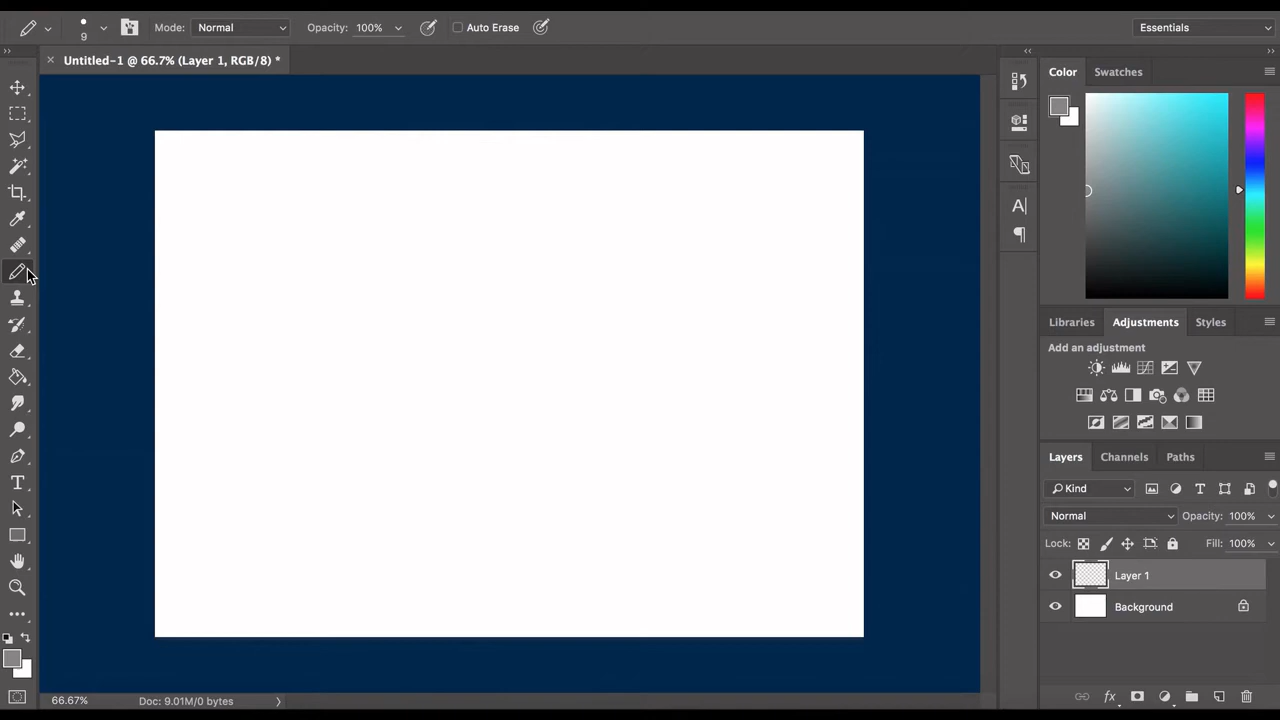 9 Mode: Normal Opacity: 100% Auto Erase Essentials
Untitled-1 @ 66.7% (Layer 1, RGB/8) *
Color Swatches
Libraries Adjustments Styles
Add an adjustment
Layers Channels Paths
Kind
Normal Opacity: 100%
Lock: Fill: 100%
Layer 1
Background
66.67% Doc: 9.01M/0 bytes